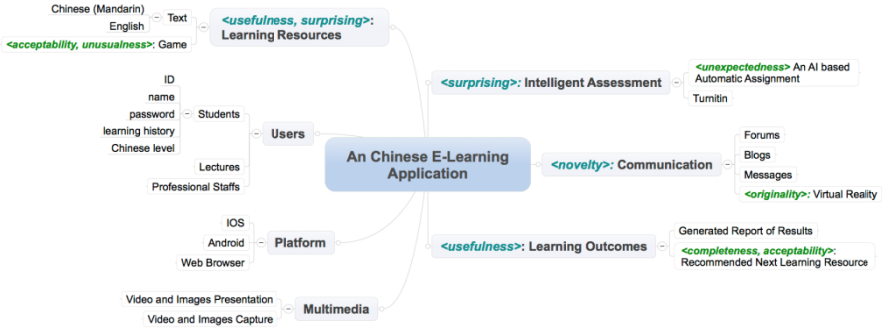 Chinese (Mandarin)
English
Text
<acceptability, unusualness>: Game
<usefulness, surprising>:
Learning Resources
ID
name
password
learning history
Chinese level
Students
Lectures
Professional Staffs
Users
IOS
Android
Web Browser
Platform
Video and Images Presentation
Video and Images Capture
Multimedia
An Chinese E-Learning
Application
<surprising>: Intelligent Assessment
<unexpectedness> An AI based
Automatic Assignment
Turnitin
<novelty>: Communication
Forums
Blogs
Messages
<originality>: Virtual Reality
<usefulness>: Learning Outcomes
Generated Report of Results
<completeness, acceptability>:
Recommended Next Learning Resource